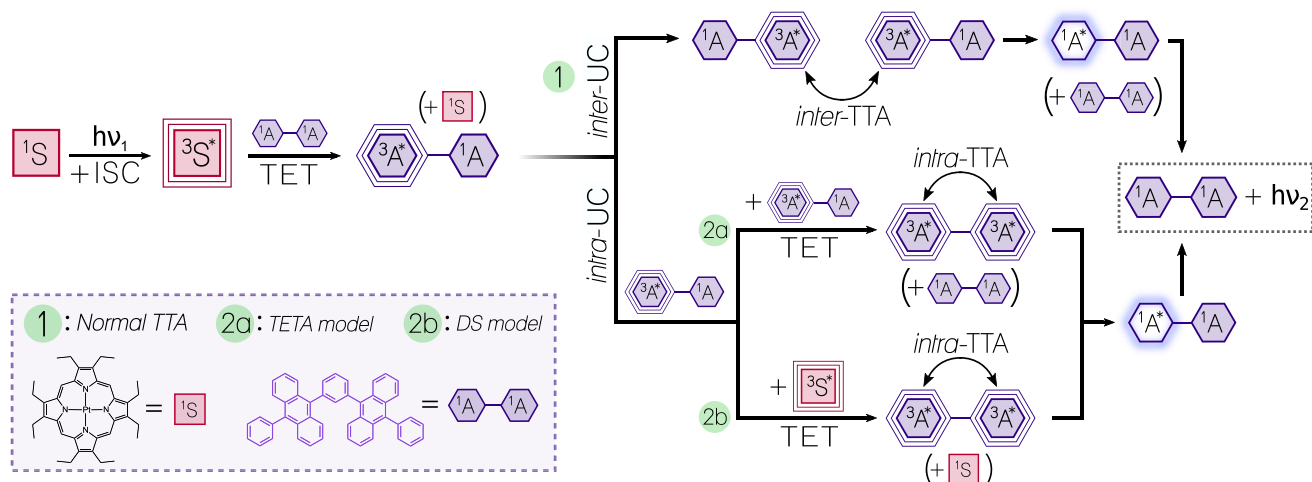 ¹S
hν₁
+ ISC
³S*
¹A ¹A
TET
(+ ¹S)
³A* ¹A
1
inter-UC
intra-UC
¹A ³A* ³A* ¹A
inter-TTA
¹A* ¹A
(+ ¹A ¹A)
2a
+ ³A* ¹A
TET
intra-TTA
³A* ³A*
(+ ¹A ¹A)
³A* ¹A
2b
+ ³S*
TET
intra-TTA
³A* ³A*
(+ ¹S)
¹A* ¹A
¹A ¹A + hν₂
1: Normal TTA 2a: TETA model 2b: DS model
N
N Pt N
N
= ¹S
= ¹A ¹A